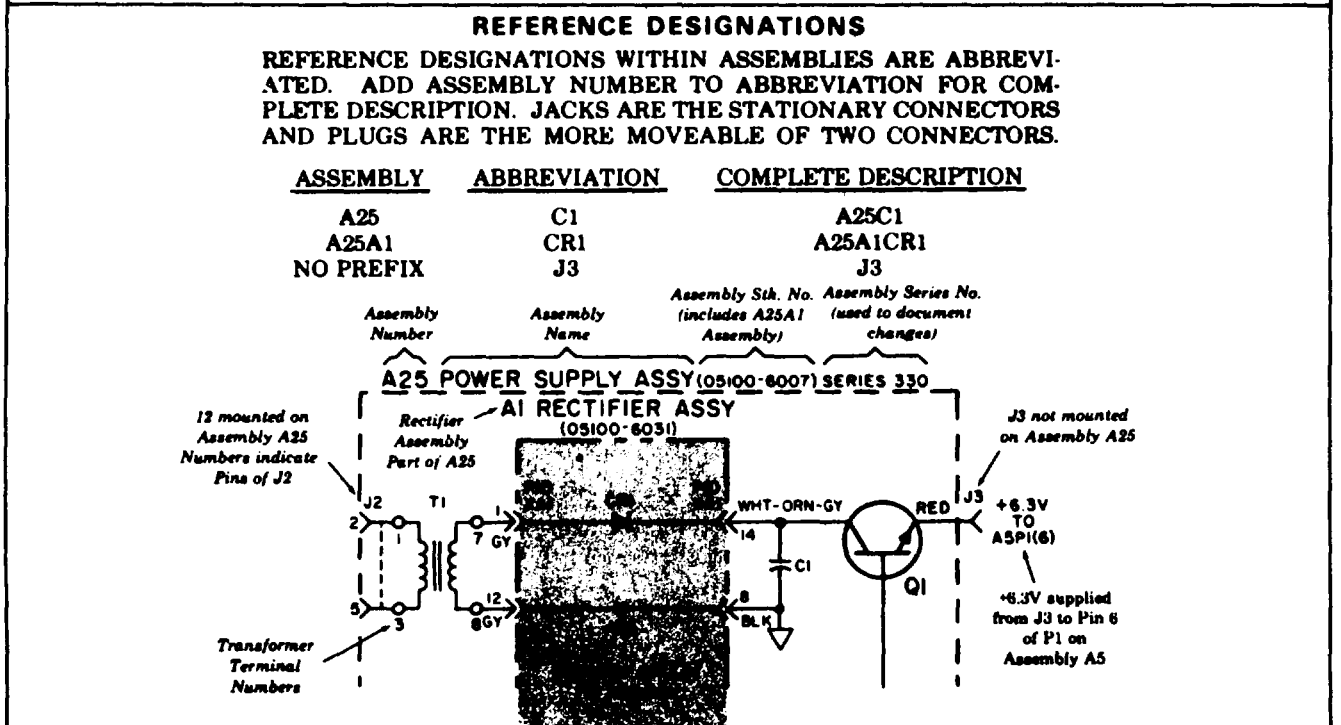 REFERENCE DESIGNATIONS
REFERENCE DESIGNATIONS WITHIN ASSEMBLIES ARE ABBREVI-
ATED. ADD ASSEMBLY NUMBER TO ABBREVIATION FOR COM-
PLETE DESCRIPTION. JACKS ARE THE STATIONARY CONNECTORS
AND PLUGS ARE THE MORE MOVEABLE OF TWO CONNECTORS.
ASSEMBLY ABBREVIATION COMPLETE DESCRIPTION
A25 C1 A25C1
A25A1 CR1 A25A1CR1
NO PREFIX J3 J3
Assembly Number
Assembly Name
Assembly Stk. No.
(includes A25A1
Assembly)
Assembly Series No.
(used to document
changes)
A25 POWER SUPPLY ASSY (05100-6007) SERIES 330
A1 RECTIFIER ASSY
(05100-6031)
12 mounted on
Assembly A25
Numbers indicate
Pins of J2
Rectifier
Assembly
Part of A25
J3 not mounted
on Assembly A25
J2 T1
2 1 7 1 GY
5 3 8 12 GY
WHT-ORN-GY
14
C1
8
BLK
Q1
RED
J3
+6.3V
TO
A5P1(6)
+6.3V supplied
from J3 to Pin 6
of P1 on
Assembly A5
Transformer
Terminal
Numbers